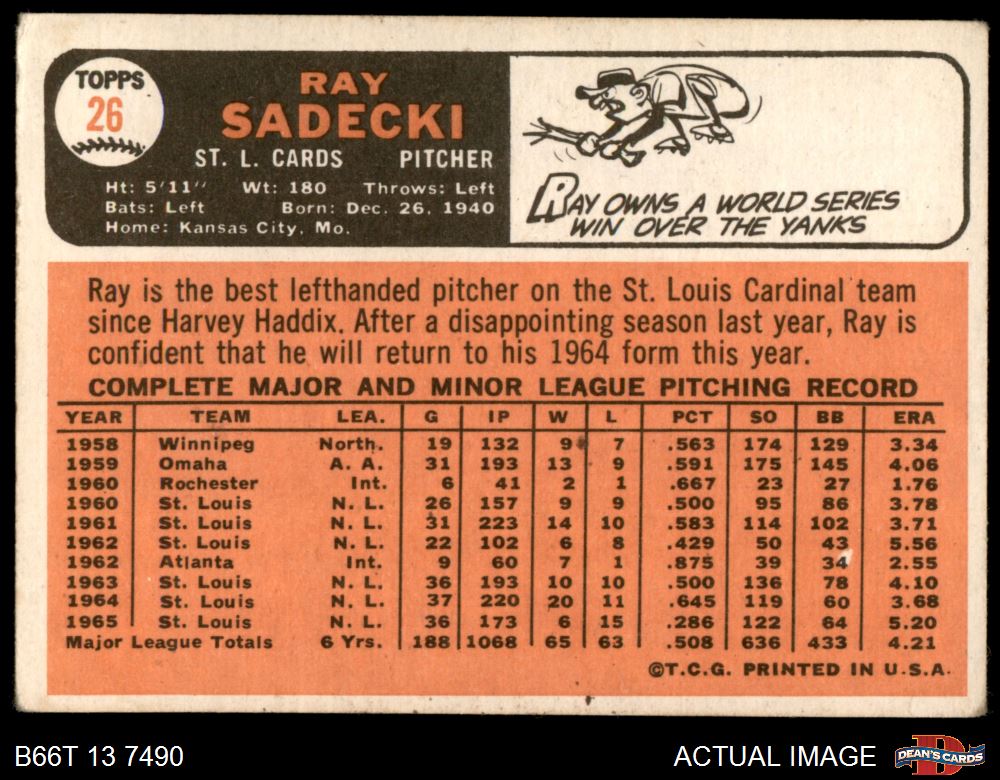 TOPPS
26
RAY
SADECKI
ST. L. CARDS PITCHER
Ht: 5'11" Wt: 180 Throws: Left
Bats: Left Born: Dec. 26, 1940
Home: Kansas City, Mo.
RAY OWNS A WORLD SERIES
WIN OVER THE YANKS
Ray is the best lefthanded pitcher on the St. Louis Cardinal team
since Harvey Haddix. After a disappointing season last year, Ray is
confident that he will return to his 1964 form this year.
COMPLETE MAJOR AND MINOR LEAGUE PITCHING RECORD
YEAR TEAM LEA. G IP W L PCT SO BB ERA
1958 Winnipeg North. 19 132 9 7 .563 174 129 3.34
1959 Omaha A. A. 31 193 13 9 .591 175 145 4.06
1960 Rochester Int. 6 41 2 1 .667 23 27 1.76
1960 St. Louis N. L. 26 157 9 9 .500 95 86 3.78
1961 St. Louis N. L. 31 223 14 10 .583 114 102 3.71
1962 St. Louis N. L. 22 102 6 8 .429 50 43 5.56
1962 Atlanta Int. 9 60 7 1 .875 39 34 2.55
1963 St. Louis N. L. 36 193 10 10 .500 136 78 4.10
1964 St. Louis N. L. 37 220 20 11 .645 119 60 3.68
1965 St. Louis N. L. 36 173 6 15 .286 122 64 5.20
Major League Totals 6 Yrs. 188 1068 65 63 .508 636 433 4.21
©T.C.G. PRINTED IN U.S.A.
B66T 13 7490 ACTUAL IMAGE DEAN'S CARDS